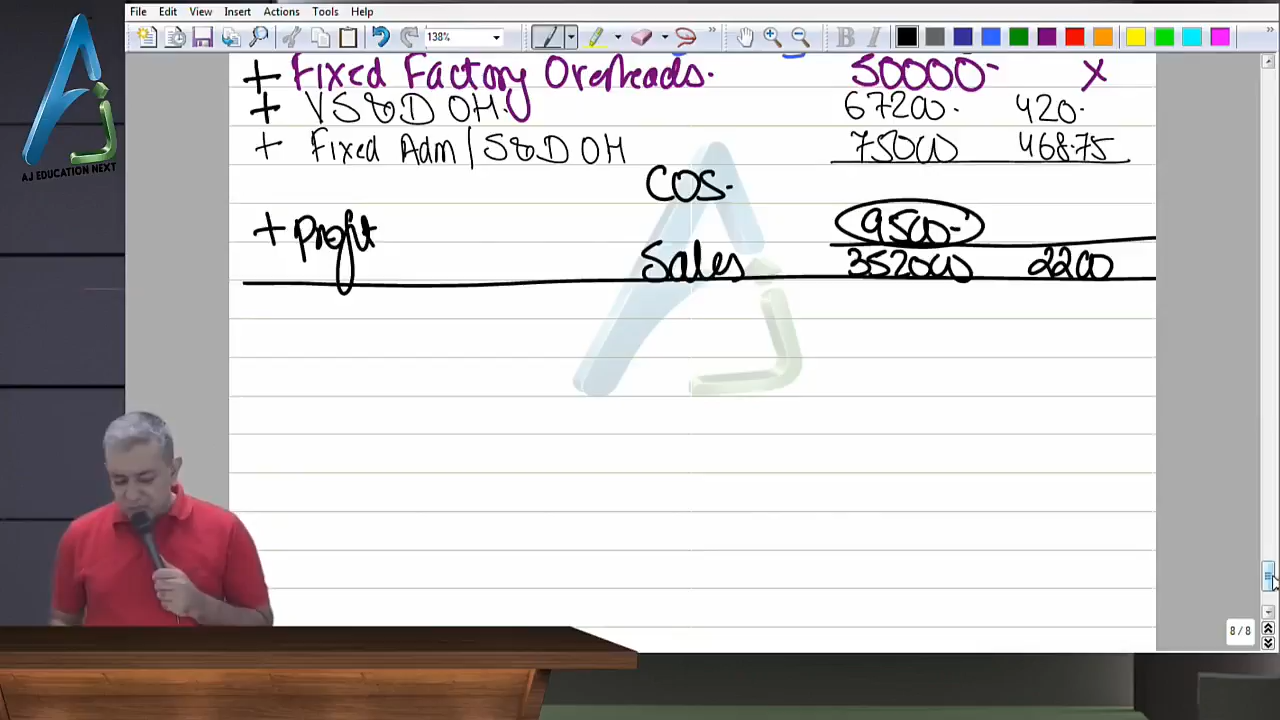 File Edit View Insert Actions Tools Help
138%
B I
AJ EDUCATION NEXT
+ Fixed Factory Overheads. 50000- X
+ VS&D OH. 67200. 420.
+ Fixed Adm/S&D OH 75000 468.75
COS.
+ Profit 9500-
Sales 352000 2200
8 / 8